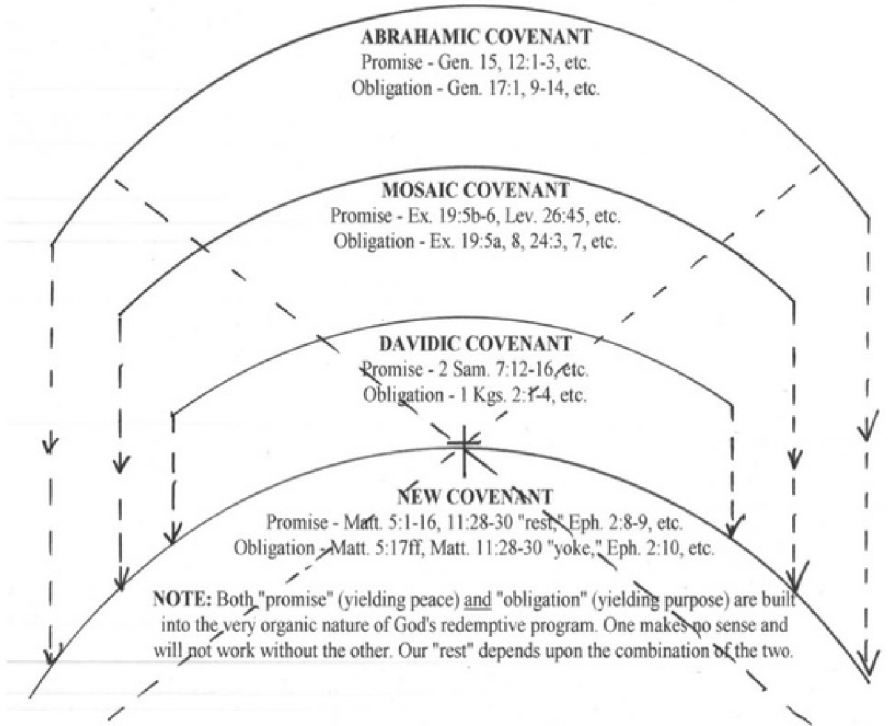 ABRAHAMIC COVENANT
Promise - Gen. 15, 12:1-3, etc.
Obligation - Gen. 17:1, 9-14, etc.
MOSAIC COVENANT
Promise - Ex. 19:5b-6, Lev. 26:45, etc.
Obligation - Ex. 19:5a, 8, 24:3, 7, etc.
DAVIDIC COVENANT
Promise - 2 Sam. 7:12-16, etc.
Obligation - 1 Kgs. 2:1-4, etc.
NEW COVENANT
Promise - Matt. 5:1-16, 11:28-30 "rest," Eph. 2:8-9, etc.
Obligation - Matt. 5:17ff, Matt. 11:28-30 "yoke," Eph. 2:10, etc.
NOTE: Both "promise" (yielding peace) and "obligation" (yielding purpose) are built
into the very organic nature of God's redemptive program. One makes no sense and
will not work without the other. Our "rest" depends upon the combination of the two.